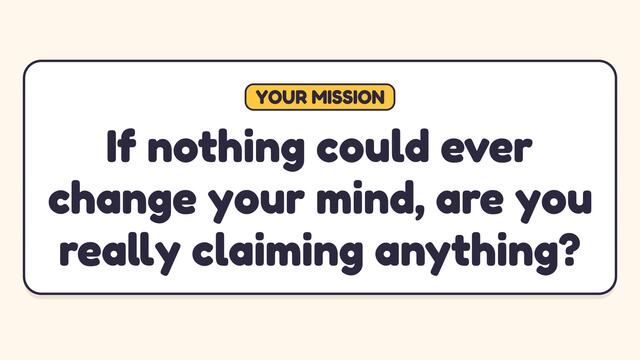 YOUR MISSION
If nothing could ever
change your mind, are you
really claiming anything?